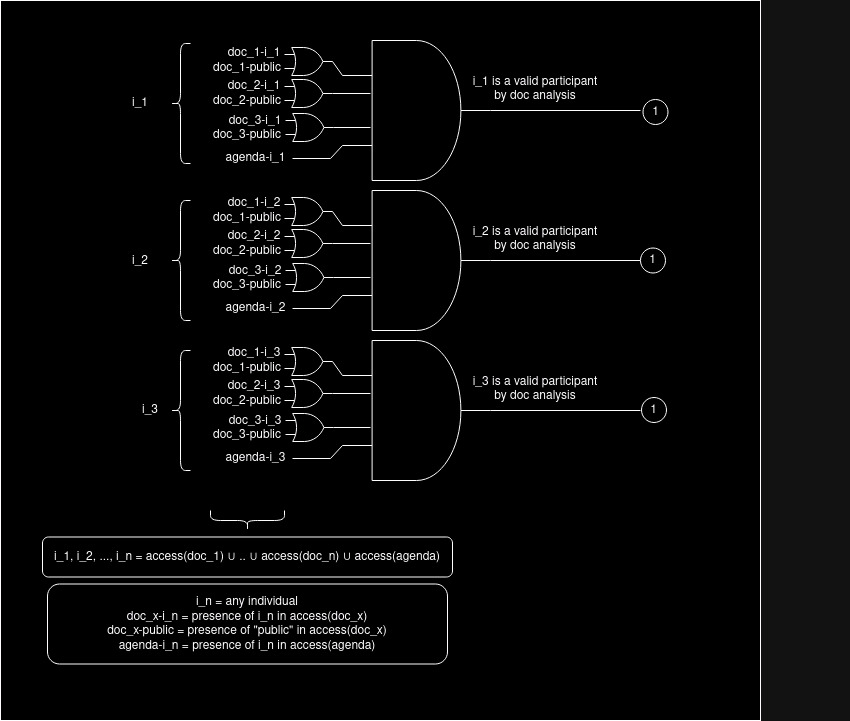 i_1
doc_1-i_1
doc_1-public
doc_2-i_1
doc_2-public
doc_3-i_1
doc_3-public
agenda-i_1
i_1 is a valid participant
by doc analysis
1
i_2
doc_1-i_2
doc_1-public
doc_2-i_2
doc_2-public
doc_3-i_2
doc_3-public
agenda-i_2
i_2 is a valid participant
by doc analysis
1
i_3
doc_1-i_3
doc_1-public
doc_2-i_3
doc_2-public
doc_3-i_3
doc_3-public
agenda-i_3
i_3 is a valid participant
by doc analysis
1
i_1, i_2, ..., i_n = access(doc_1) ∪ .. ∪ access(doc_n) ∪ access(agenda)
i_n = any individual
doc_x-i_n = presence of i_n in access(doc_x)
doc_x-public = presence of "public" in access(doc_x)
agenda-i_n = presence of i_n in access(agenda)